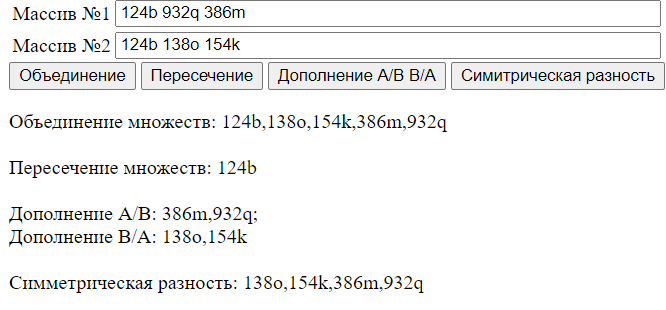 Массив №1 124b 932q 386m
Массив №2 124b 138o 154k
Объединение Пересечение Дополнение A/B B/A Симитрическая разность
Объединение множеств: 124b,138o,154k,386m,932q
Пересечение множеств: 124b
Дополнение A/B: 386m,932q;
Дополнение B/A: 138o,154k
Симметрическая разность: 138o,154k,386m,932q